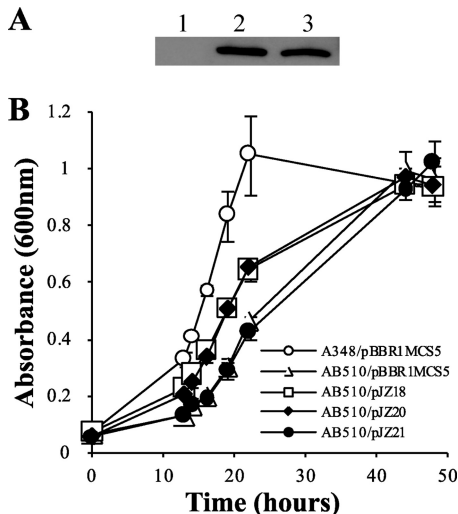 A
1 2 3
B
1.2
1
0.8
0.6
0.4
0.2
0
Absorbance (600nm)
A348/pBBR1MCS5
AB510/pBBR1MCS5
AB510/pJZ18
AB510/pJZ20
AB510/pJZ21
0 10 20 30 40 50
Time (hours)